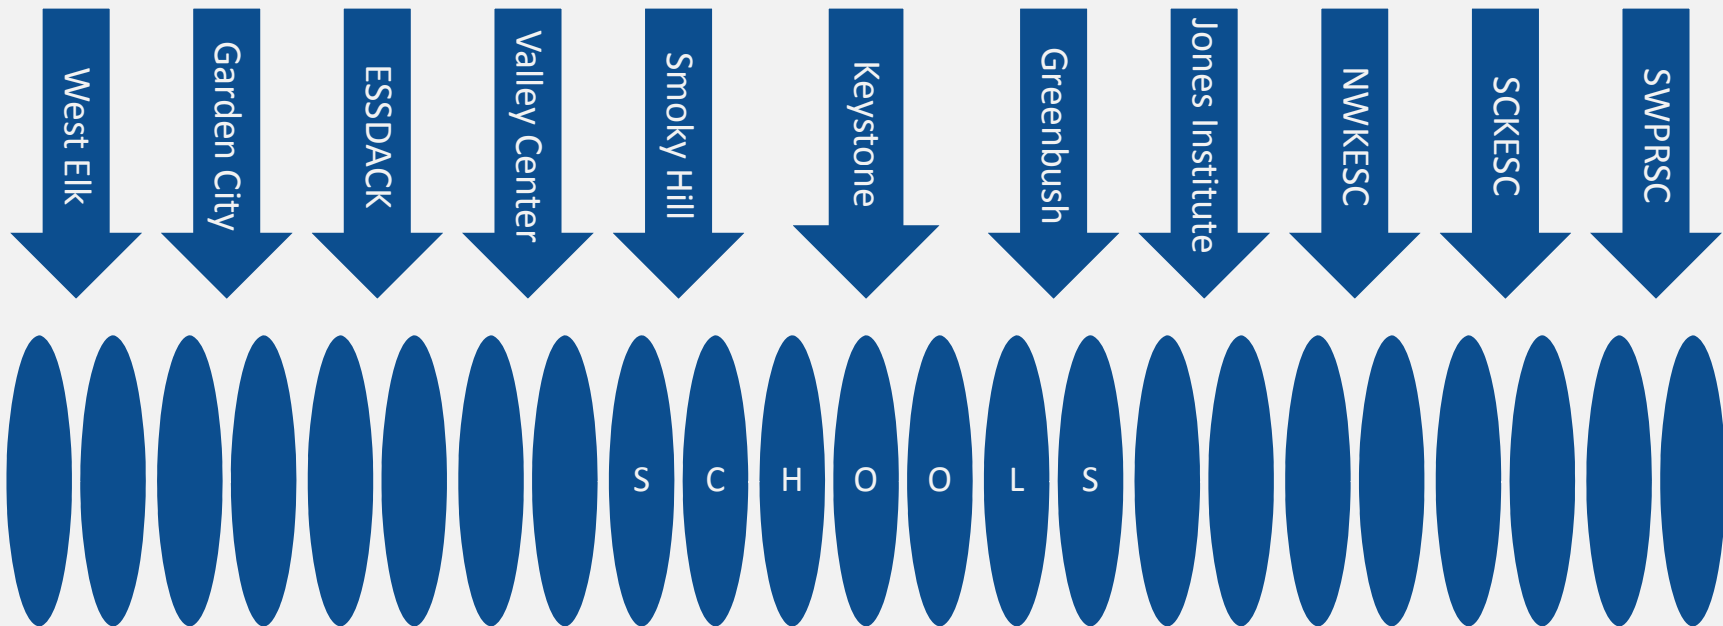 West Elk
Garden City
ESSDACK
Valley Center
Smoky Hill
Keystone
Greenbush
Jones Institute
NWKESC
SCKESC
SWPRSC
S C H O O L S